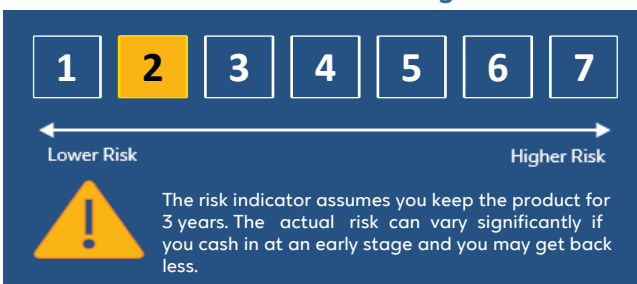 1 2 3 4 5 6 7
Lower Risk Higher Risk
The risk indicator assumes you keep the product for
3 years. The actual risk can vary significantly if
you cash in at an early stage and you may get back
less.